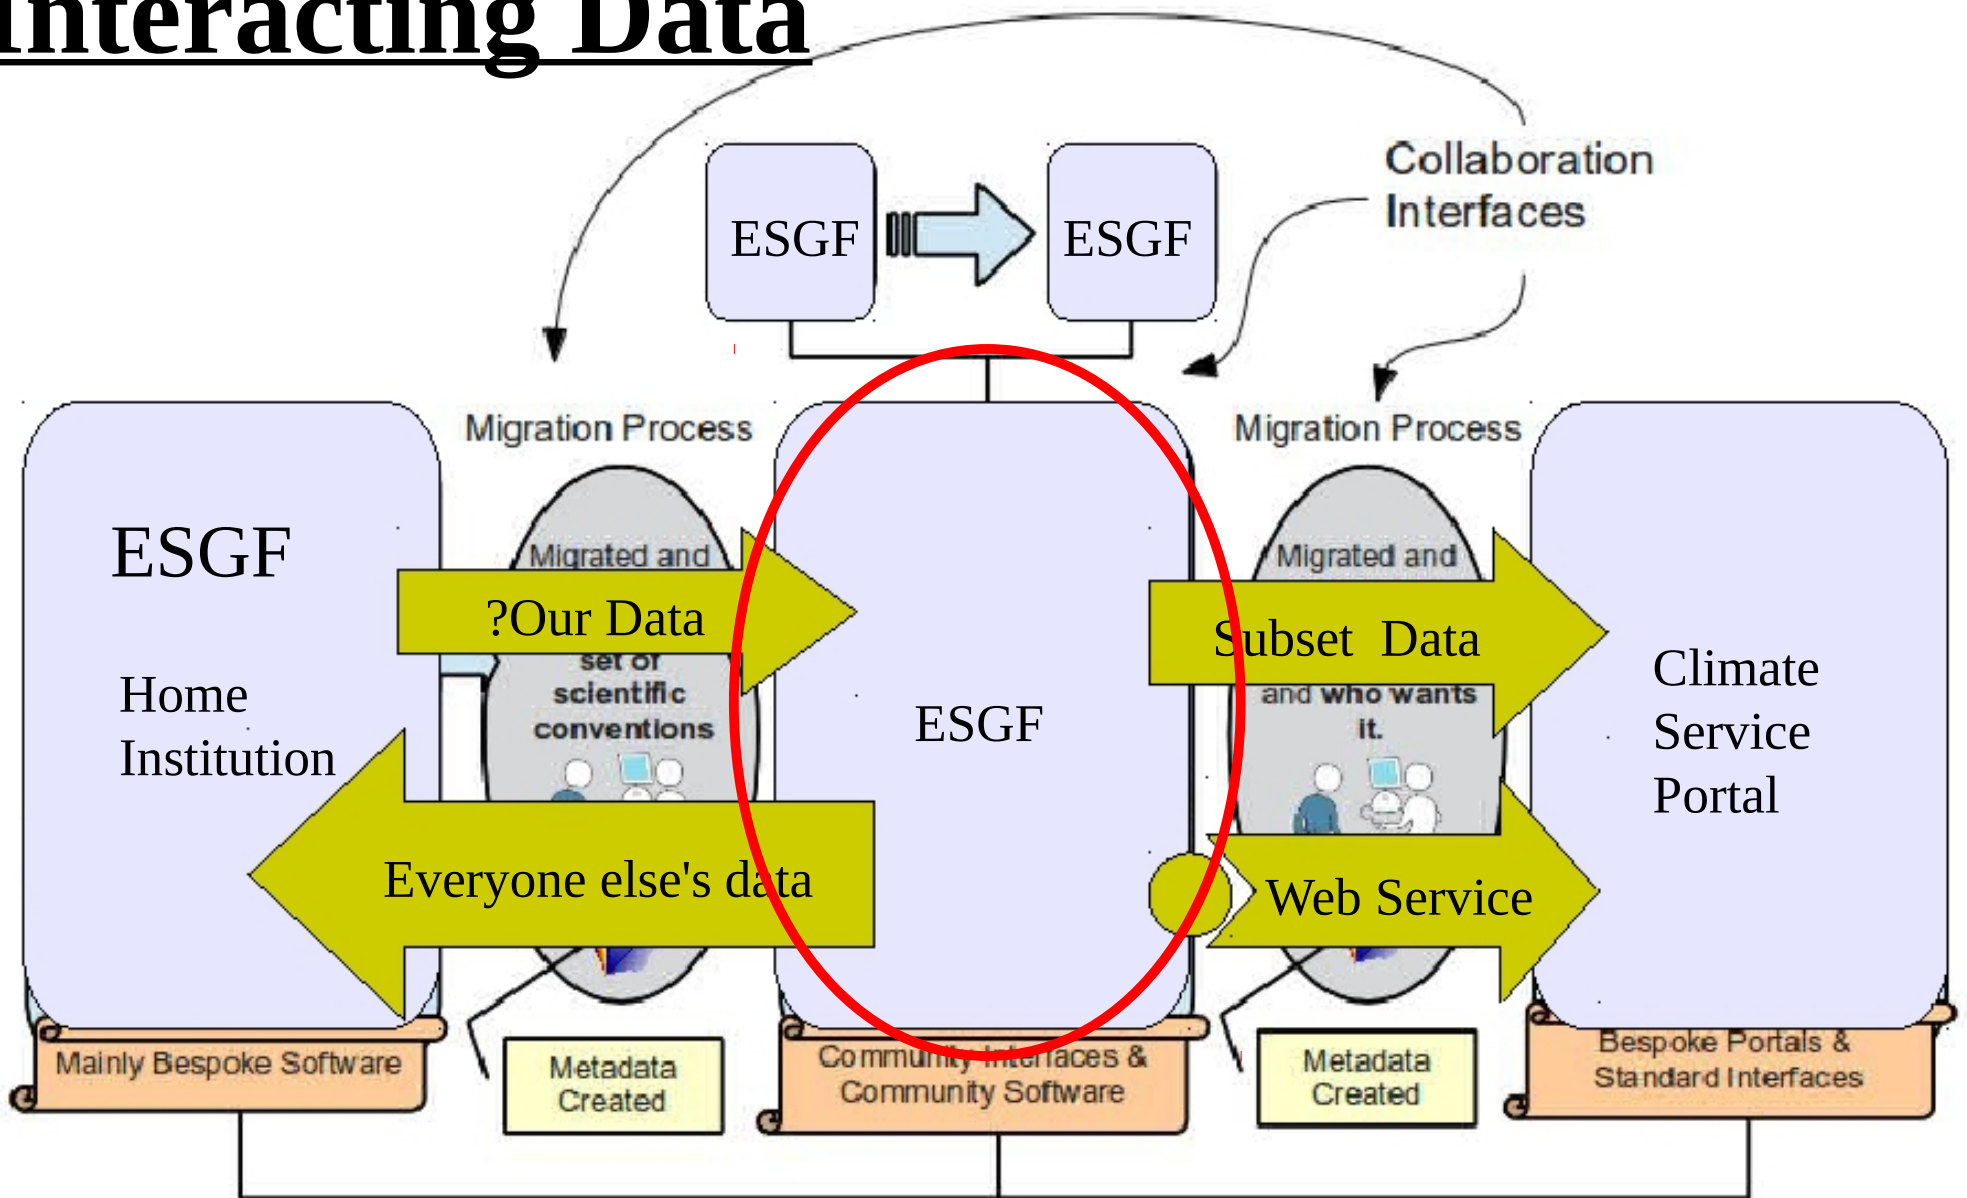 Interacting Data
Collaboration
Interfaces
ESGF
ESGF
Migration Process
Migration Process
ESGF
Home
Institution
Migrated and
?Our Data
set of
scientific
conventions
Everyone else's data
ESGF
Migrated and
Subset Data
and who wants
it.
Web Service
Climate
Service
Portal
Mainly Bespoke Software
Metadata
Created
Community Interfaces &
Community Software
Metadata
Created
Bespoke Portals &
Standard Interfaces